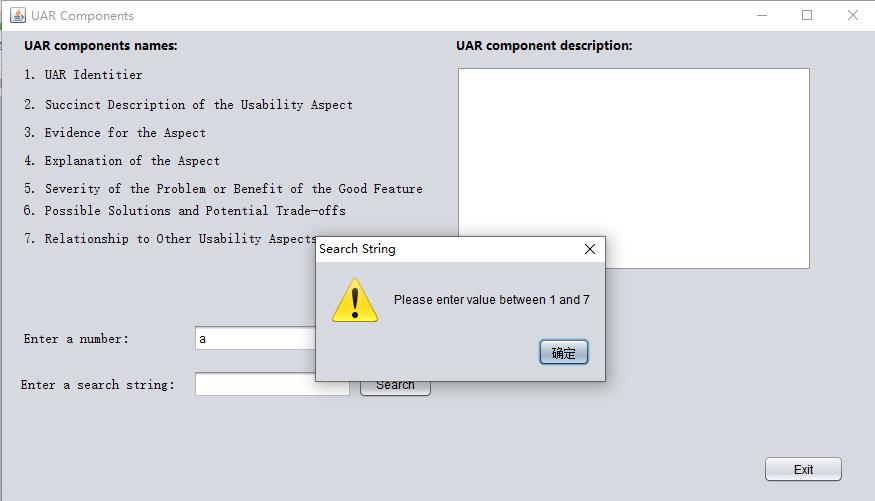 UAR Components
UAR components names:
UAR component description:
1. UAR Identitier
2. Succinct Description of the Usability Aspect
3. Evidence for the Aspect
4. Explanation of the Aspect
5. Severity of the Problem or Benefit of the Good Feature
6. Possible Solutions and Potential Trade-offs
7. Relationship to Other Usability Aspects
Search String
Please enter value between 1 and 7
确定
Enter a number:
a
Enter a search string:
Search
Exit